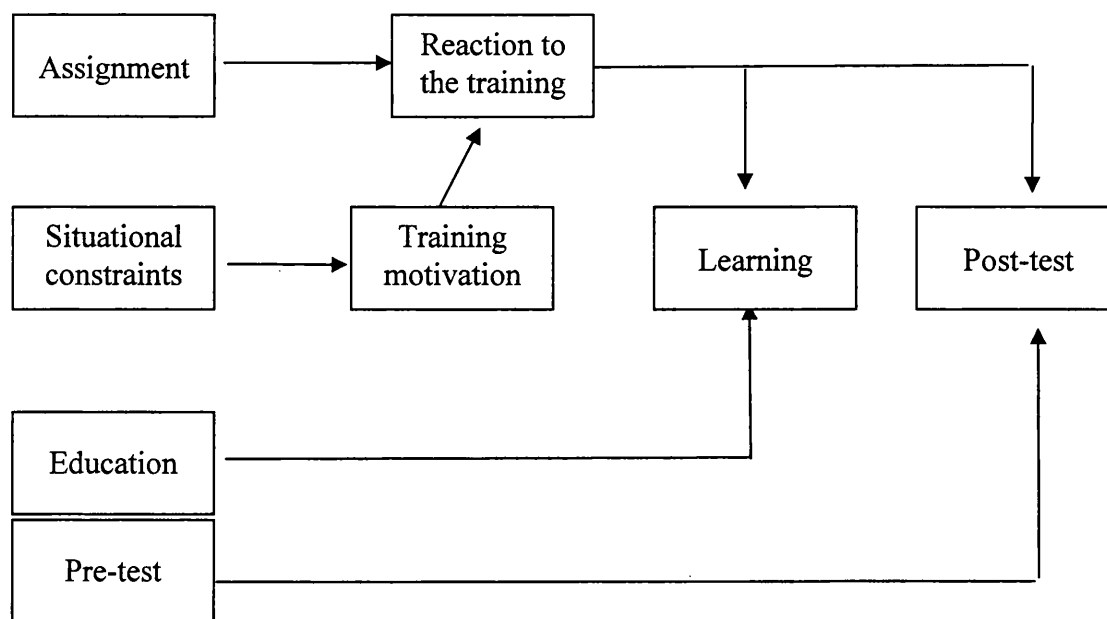 Assignment
Reaction to
the training
Situational
constraints
Training
motivation
Learning
Post-test
Education
Pre-test